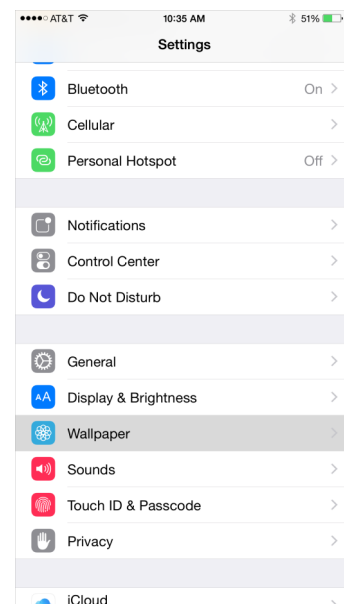 AT&T 10:35 AM 51%
Settings
Bluetooth On
Cellular
Personal Hotspot Off
Notifications
Control Center
Do Not Disturb
General
AA Display & Brightness
Wallpaper
Sounds
Touch ID & Passcode
Privacy
iCloud